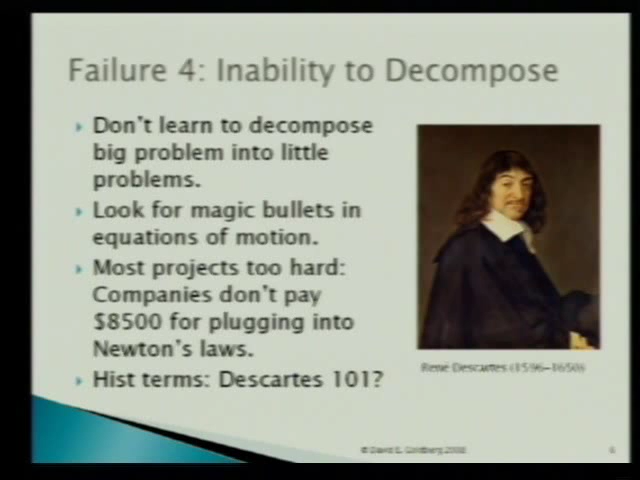 Failure 4: Inability to Decompose
Don't learn to decompose
big problem into little
problems.
Look for magic bullets in
equations of motion.
Most projects too hard:
Companies don't pay
$8500 for plugging into
Newton's laws.
Hist terms: Descartes 101?
René Descartes (1596–1650)
© David E. Goldberg 2008
6